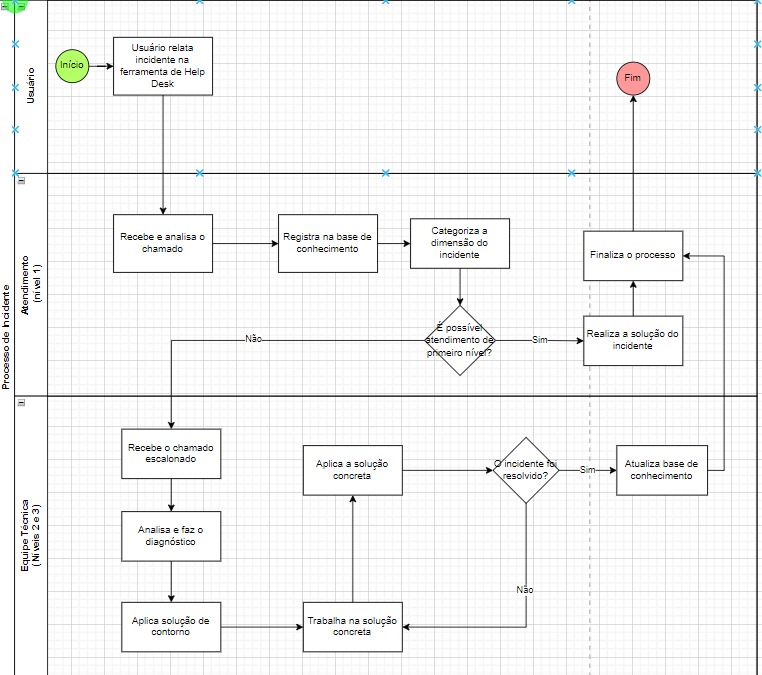 Processo de Incidente
Usuário
Início
Usuário relata
incidente na
ferramenta de Help
Desk
Fim
Atendimento
(nível 1)
Recebe e analisa o
chamado
Registra na base de
conhecimento
Categoriza a
dimensão do
incidente
É possível
atendimento de
primeiro nível?
Não
Sim
Realiza a solução do
incidente
Finaliza o processo
Equipe Técnica
(Níveis 2 e 3)
Recebe o chamado
escalonado
Analisa e faz o
diagnóstico
Aplica solução de
contorno
Trabalha na solução
concreta
Aplica a solução
concreta
O incidente foi
resolvido?
Sim
Não
Atualiza base de
conhecimento